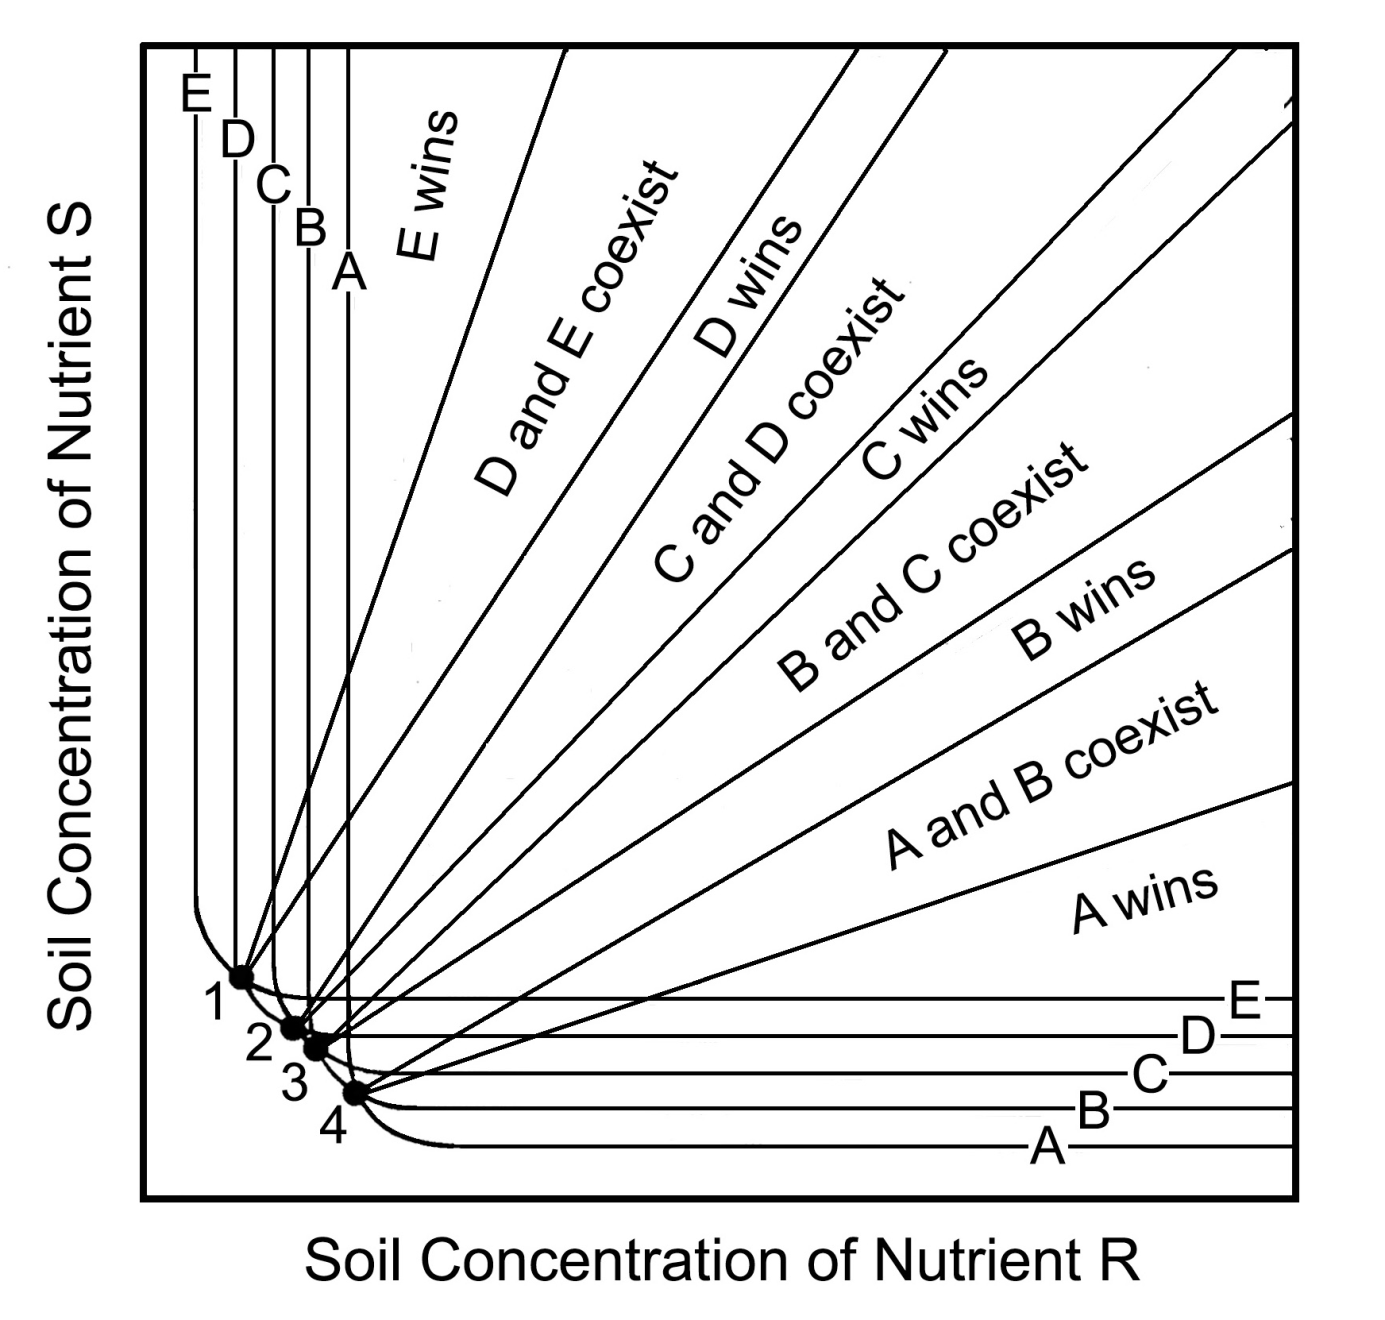 E
D
C
B
A
E wins
D and E coexist
D wins
C and D coexist
C wins
B and C coexist
B wins
A and B coexist
A wins
1
2
3
4
E
D
C
B
A
Soil Concentration of Nutrient S
Soil Concentration of Nutrient R